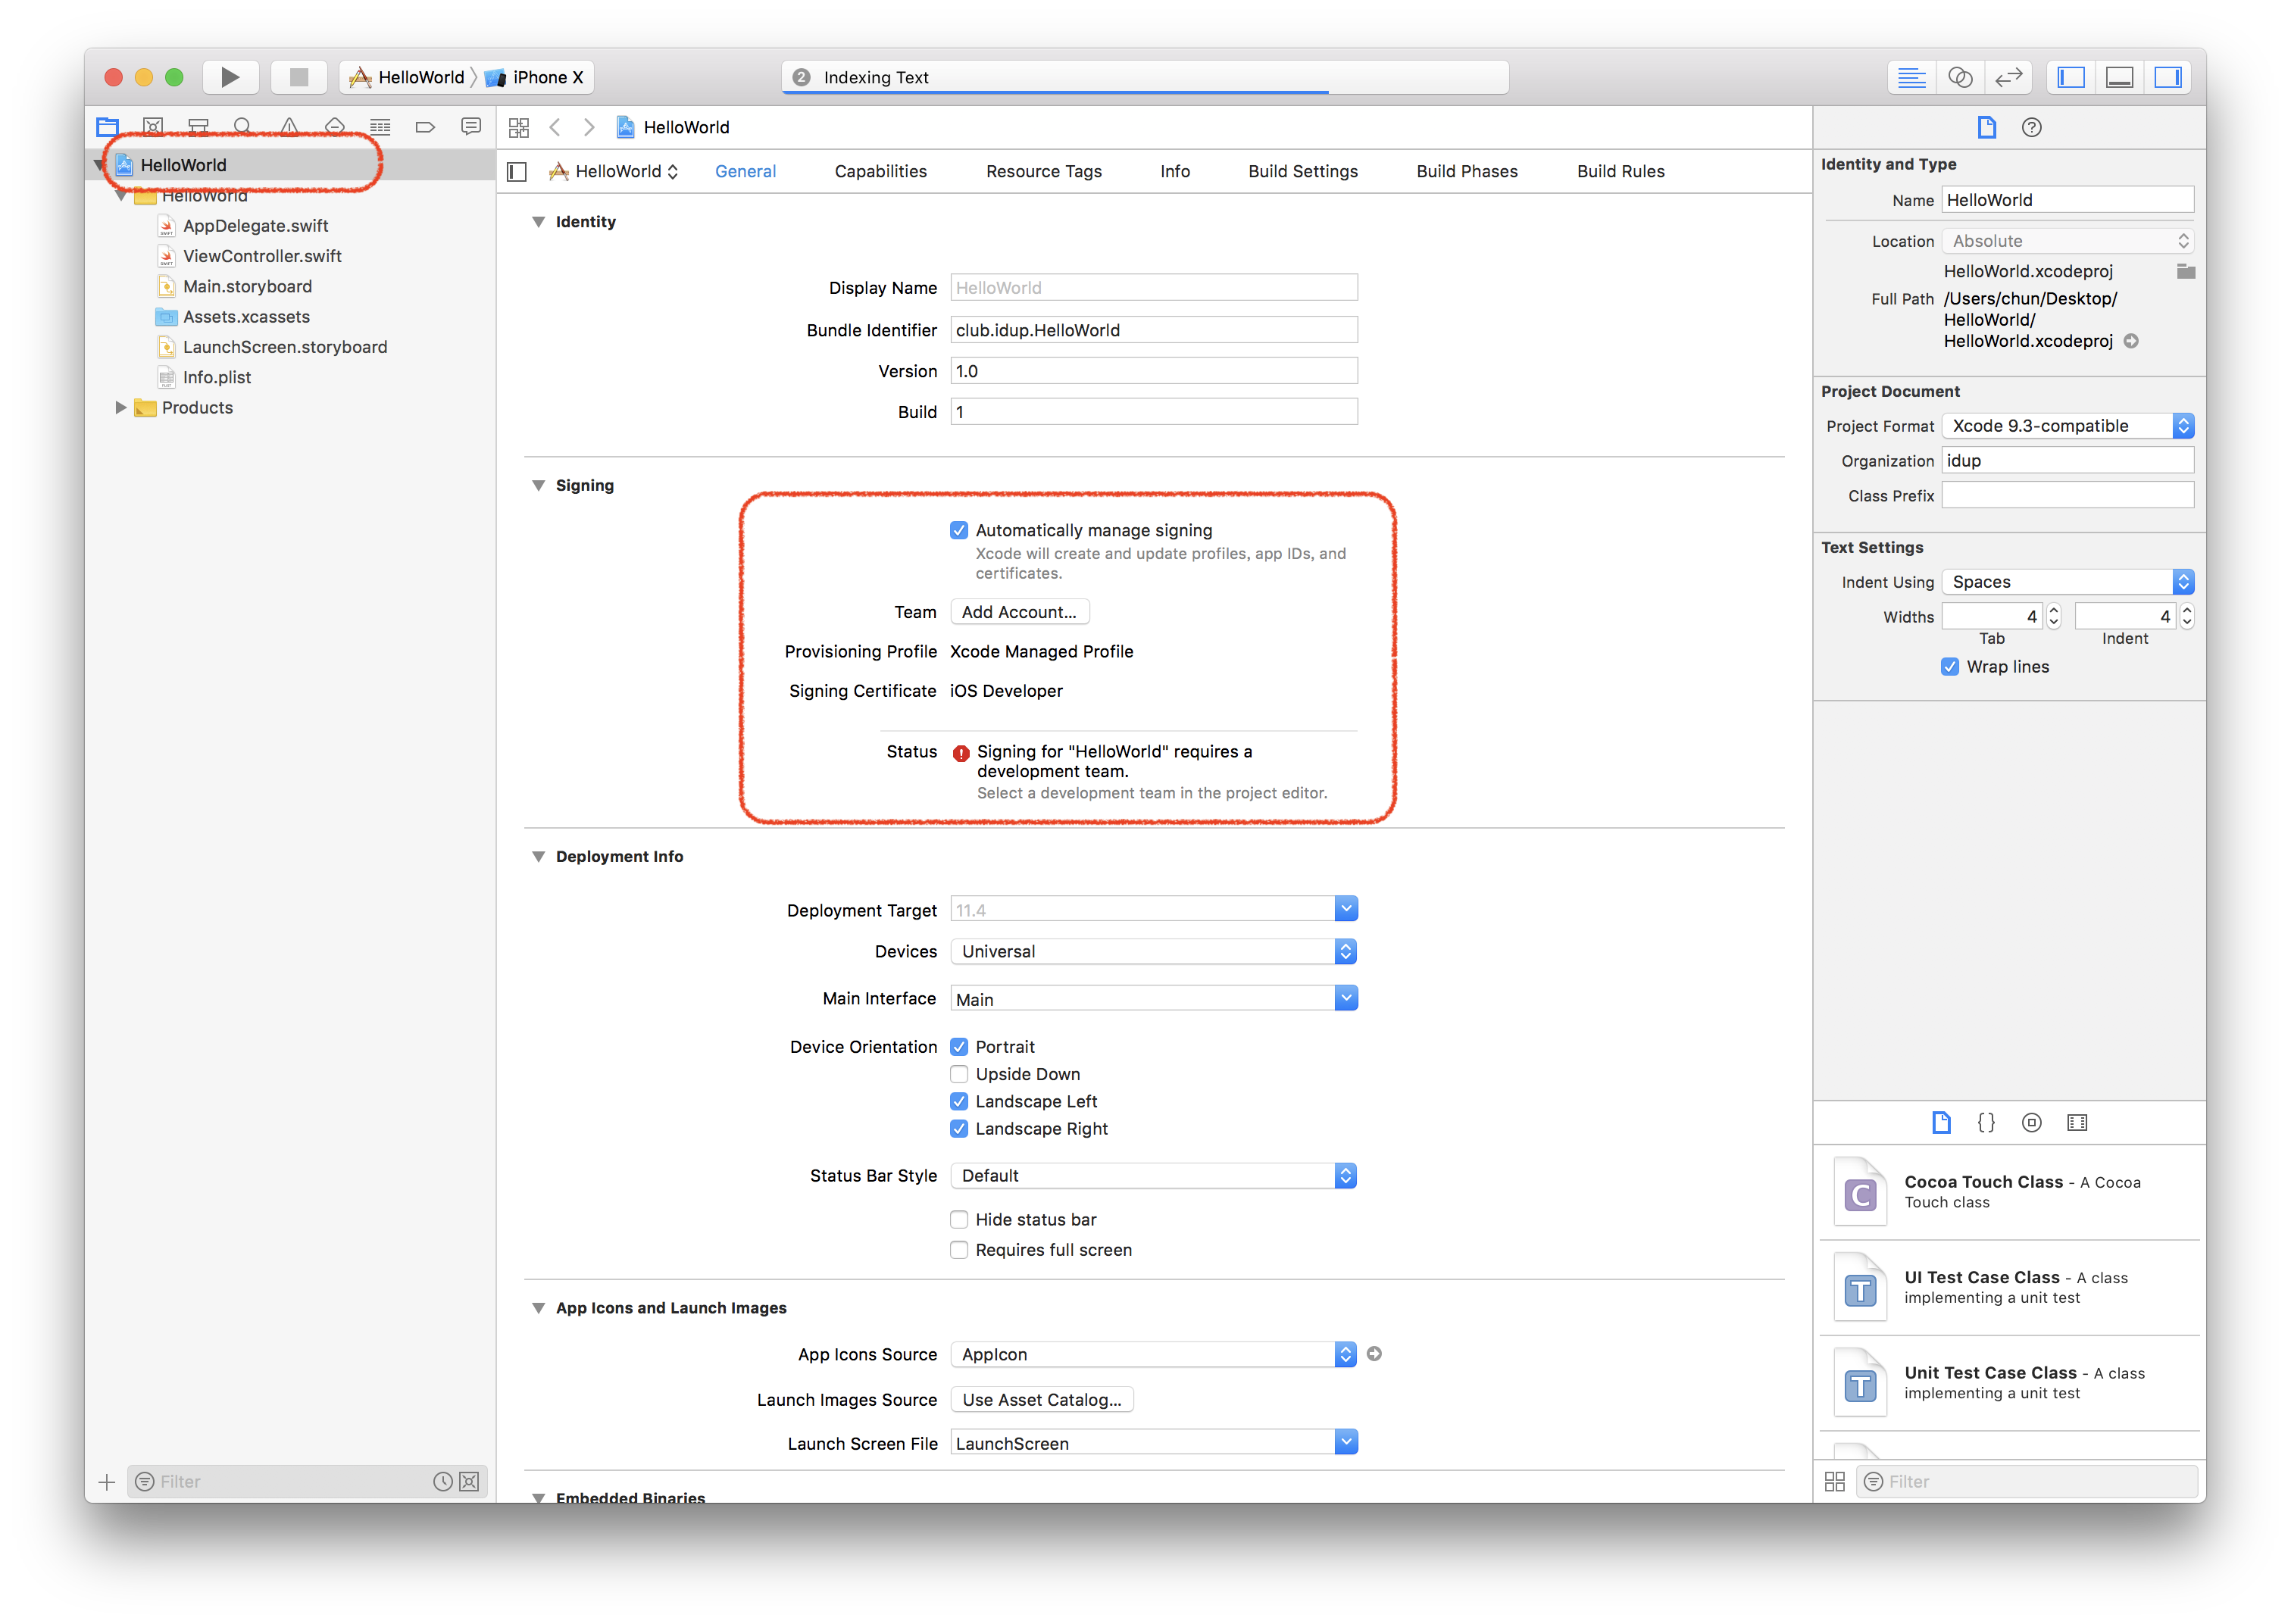 HelloWorld 〉 iPhone X
2 Indexing Text
HelloWorld
HelloWorld
AppDelegate.swift
ViewController.swift
Main.storyboard
Assets.xcassets
LaunchScreen.storyboard
Info.plist
Products
Filter
HelloWorld
HelloWorld General Capabilities Resource Tags Info Build Settings Build Phases Build Rules
Identity
Display Name HelloWorld
Bundle Identifier club.idup.HelloWorld
Version 1.0
Build 1
Signing
Automatically manage signing
Xcode will create and update profiles, app IDs, and
certificates.
Team Add Account...
Provisioning Profile Xcode Managed Profile
Signing Certificate iOS Developer
Status Signing for "HelloWorld" requires a
development team.
Select a development team in the project editor.
Deployment Info
Deployment Target 11.4
Devices Universal
Main Interface Main
Device Orientation Portrait
Upside Down
Landscape Left
Landscape Right
Status Bar Style Default
Hide status bar
Requires full screen
App Icons and Launch Images
App Icons Source AppIcon
Launch Images Source Use Asset Catalog...
Launch Screen File LaunchScreen
Embedded Binaries
Identity and Type
Name HelloWorld
Location Absolute
HelloWorld.xcodeproj
Full Path /Users/chun/Desktop/
HelloWorld/
HelloWorld.xcodeproj
Project Document
Project Format Xcode 9.3-compatible
Organization idup
Class Prefix
Text Settings
Indent Using Spaces
Widths 4 4
Tab Indent
Wrap lines
{}
C Cocoa Touch Class - A Cocoa
Touch class
T UI Test Case Class - A class
implementing a unit test
T Unit Test Case Class - A class
implementing a unit test
Filter